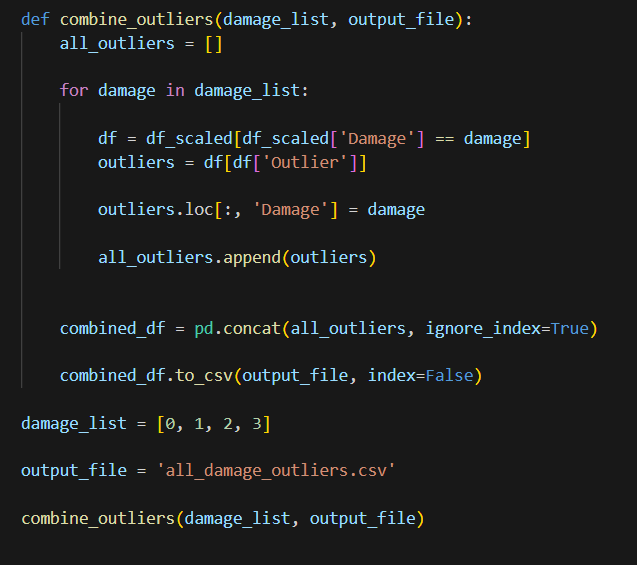 def combine_outliers(damage_list, output_file):
    all_outliers = []
    for damage in damage_list:
        df = df_scaled[df_scaled['Damage'] == damage]
        outliers = df[df['Outlier']]
        outliers.loc[:, 'Damage'] = damage
        all_outliers.append(outliers)
    combined_df = pd.concat(all_outliers, ignore_index=True)
    combined_df.to_csv(output_file, index=False)
damage_list = [0, 1, 2, 3]
output_file = 'all_damage_outliers.csv'
combine_outliers(damage_list, output_file)